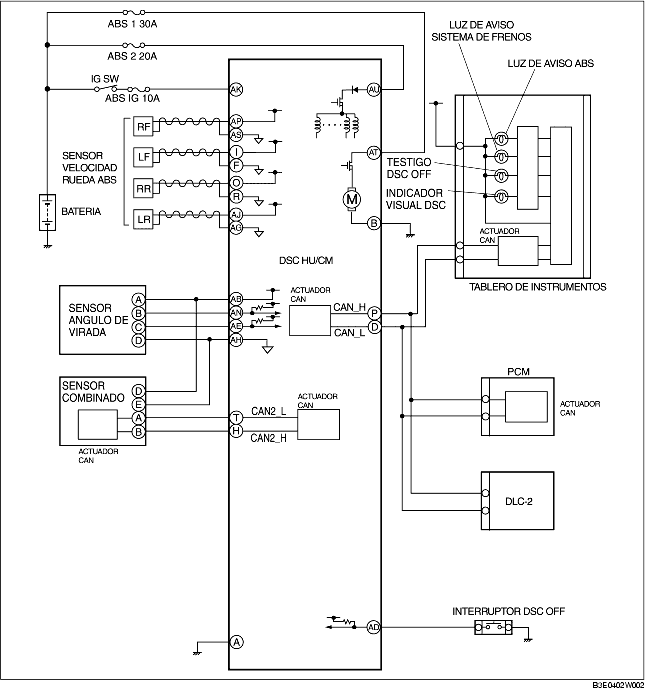 ABS 1 30A
ABS 2 20A
IG SW
ABS IG 10A
LUZ DE AVISO
SISTEMA DE FRENOS
LUZ DE AVISO ABS
AK
AU
RF
AP
AS
SENSOR
VELOCIDAD
RUEDA ABS
LF
I
F
AT
TESTIGO
DSC OFF
RR
O
R
INDICADOR
VISUAL DSC
M
BATERIA
LR
AJ
AG
B
ACTUADOR
CAN
DSC HU/CM
TABLERO DE INSTRUMENTOS
SENSOR
ANGULO DE
VIRADA
A
B
C
D
AB
AN
AE
AH
ACTUADOR
CAN
CAN_H
CAN_L
P
D
SENSOR
COMBINADO
D
E
A
B
ACTUADOR
CAN
T
H
CAN2_L
CAN2_H
ACTUADOR
CAN
PCM
ACTUADOR
CAN
DLC-2
INTERRUPTOR DSC OFF
AD
A
B3E0402W002